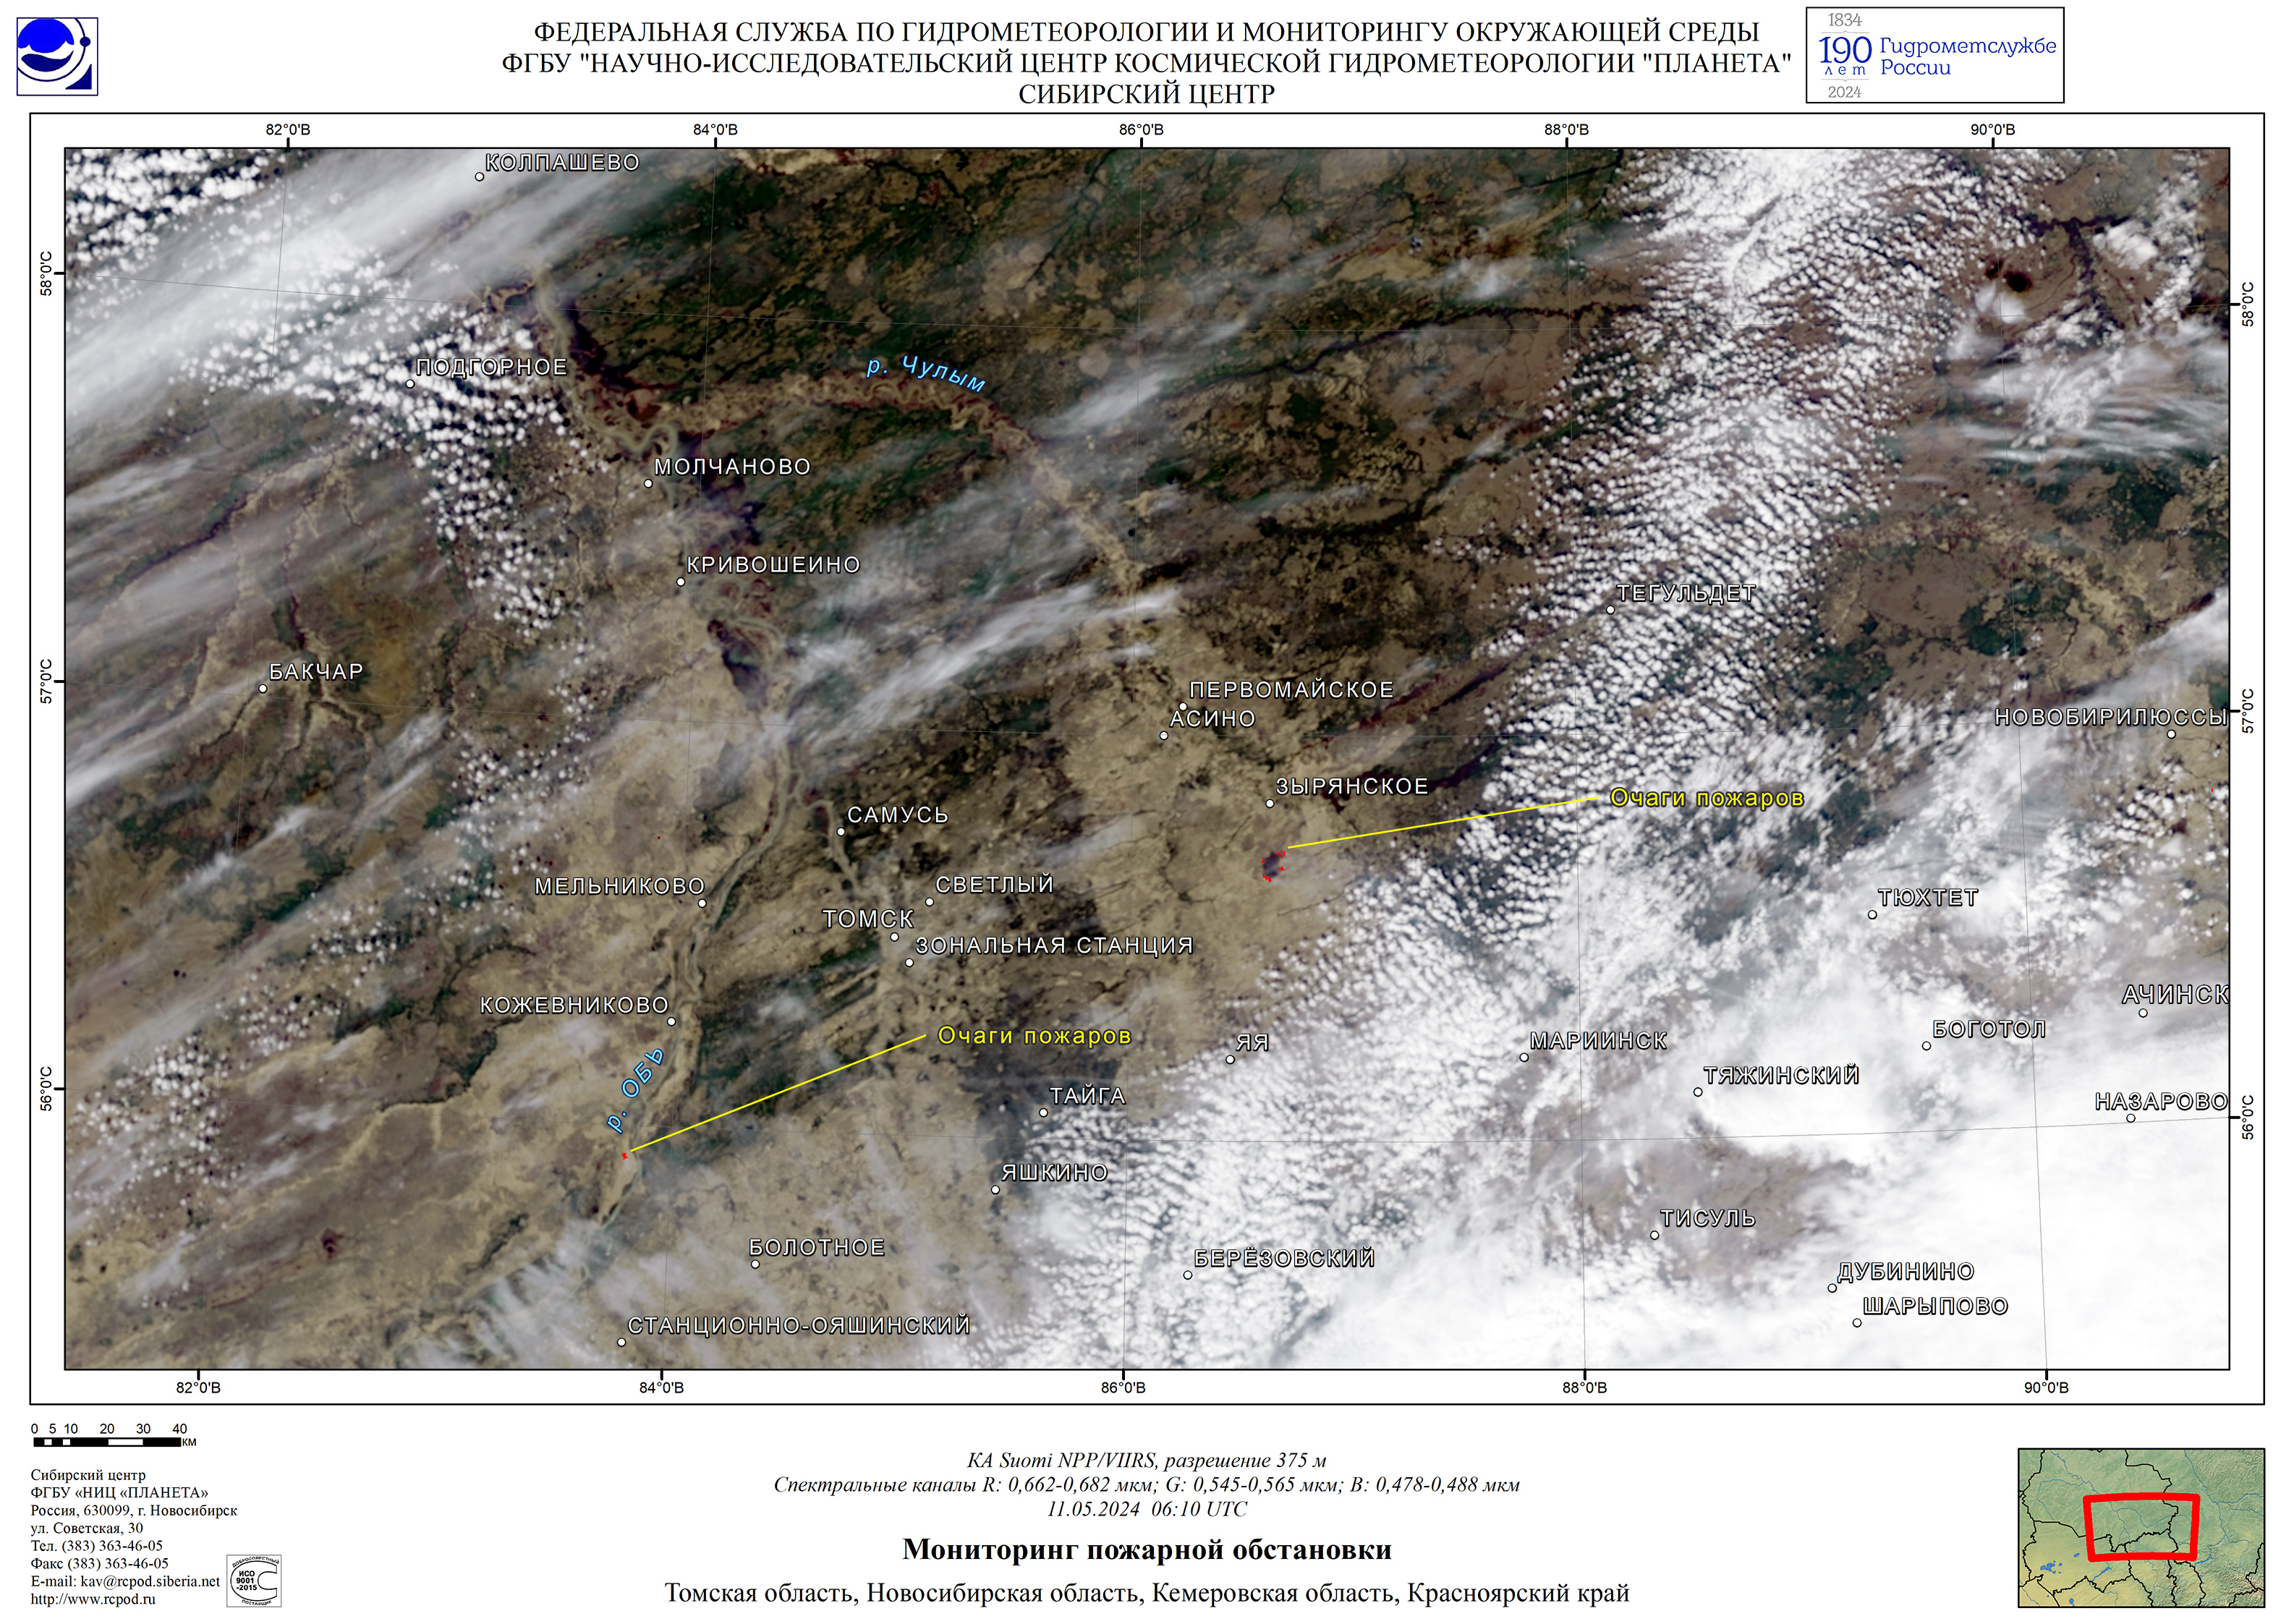 ФЕДЕРАЛЬНАЯ СЛУЖБА ПО ГИДРОМЕТЕОРОЛОГИИ И МОНИТОРИНГУ ОКРУЖАЮЩЕЙ СРЕДЫ
ФГБУ "НАУЧНО-ИССЛЕДОВАТЕЛЬСКИЙ ЦЕНТР КОСМИЧЕСКОЙ ГИДРОМЕТЕОРОЛОГИИ "ПЛАНЕТА"
СИБИРСКИЙ ЦЕНТР
1834
190 лет
Гидрометслужбе
России
2024
82°0'В 84°0'В 86°0'В 88°0'В 90°0'В
КОЛПАШЕВО
58°0'С
58°0'С
р. Чулым
ПОДГОРНОЕ
МОЛЧАНОВО
КРИВОШЕИНО
ТЕГУЛЬДЕТ
БАКЧАР
57°0'С
ПЕРВОМАЙСКОЕ
АСИНО
НОВОБИРИЛЮССЫ
57°0'С
ЗЫРЯНСКОЕ
Очаги пожаров
САМУСЬ
МЕЛЬНИКОВО
СВЕТЛЫЙ
ТЮХТЕТ
ТОМСК
ЗОНАЛЬНАЯ СТАНЦИЯ
АЧИНСК
КОЖЕВНИКОВО
Очаги пожаров
ЯЯ
МАРИИНСК
БОГОТОЛ
ТЯЖИНСКИЙ
56°0'С
р. ОБЬ
ТАЙГА
НАЗАРОВО
56°0'С
ЯШКИНО
ТИСУЛЬ
БОЛОТНОЕ
БЕРЁЗОВСКИЙ
ДУБИНИНО
ШАРЫПОВО
СТАНЦИОННО-ОЯШИНСКИЙ
82°0'В 84°0'В 86°0'В 88°0'В 90°0'В
0 5 10 20 30 40
КМ
КА Suomi NPP/VIIRS, разрешение 375 м
Спектральные каналы R: 0,662-0,682 мкм; G: 0,545-0,565 мкм; B: 0,478-0,488 мкм
11.05.2024 06:10 UTC
Мониторинг пожарной обстановки
Томская область, Новосибирская область, Кемеровская область, Красноярский край
Сибирский центр
ФГБУ «НИЦ «ПЛАНЕТА»
Россия, 630099, г. Новосибирск
ул. Советская, 30
Тел. (383) 363-46-05
Факс (383) 363-46-05
E-mail: kav@rcpod.siberia.net
http://www.rcpod.ru
ДОБРОСОВЕСТНЫЙ
ИСО
9001
-2015
ПОСТАВЩИК